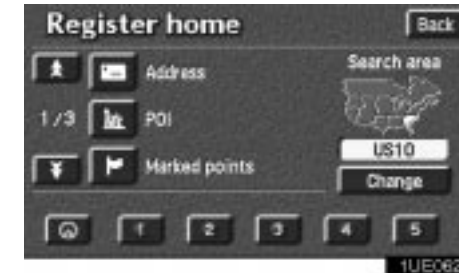 Register home
Back
Address
Search area
1/3
POI
US10
Marked points
Change
1 2 3 4 5
1UE062